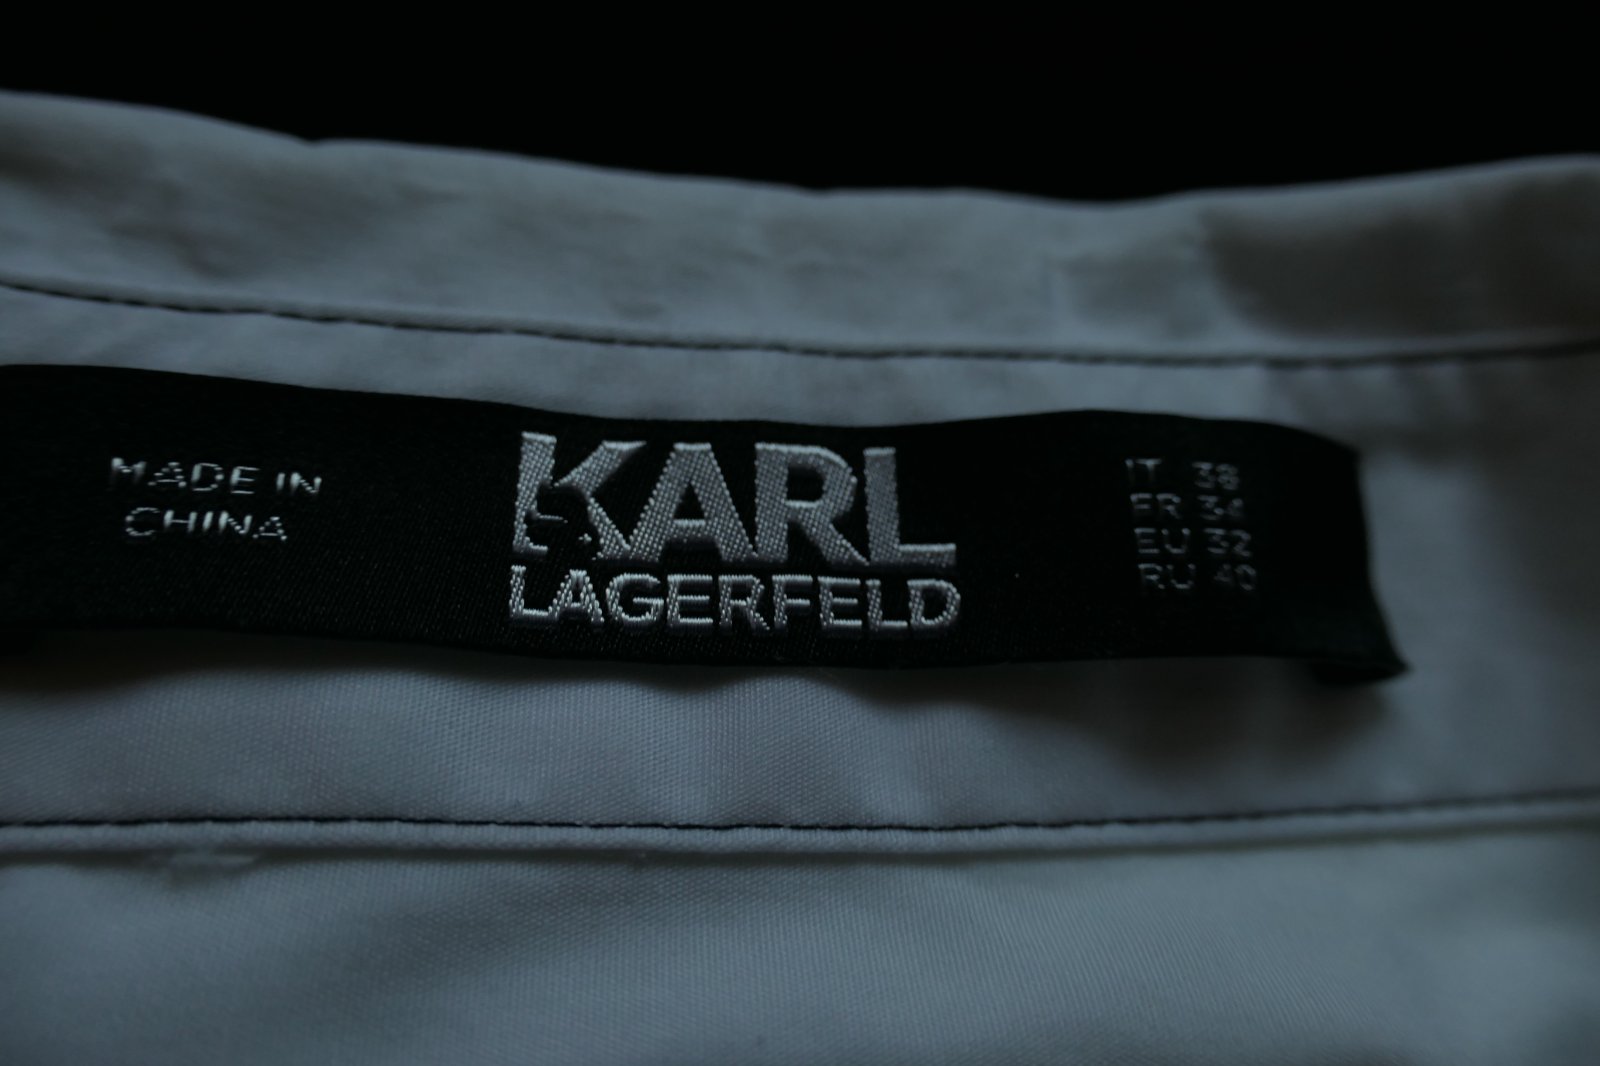 MADE IN
CHINA
KARL
LAGERFELD
IT 38
FR 34
EU 32
RU 40